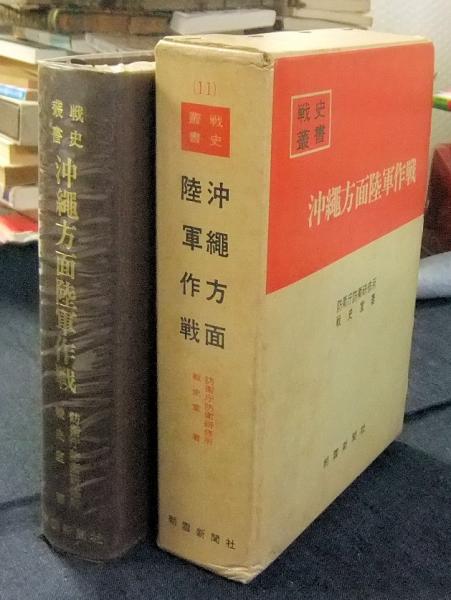 戦史
叢書
沖縄方面陸軍作戦
防衛庁防衛研修所
戦史室 著
朝雲新聞社
(11)
戦史
叢書
沖縄方面
陸軍作戦
防衛庁防衛研修所
戦史室 著
朝雲新聞社
戦史
叢書
沖縄方面陸軍作戦
防衛庁防衛研修所
戦史室 著
朝雲新聞社